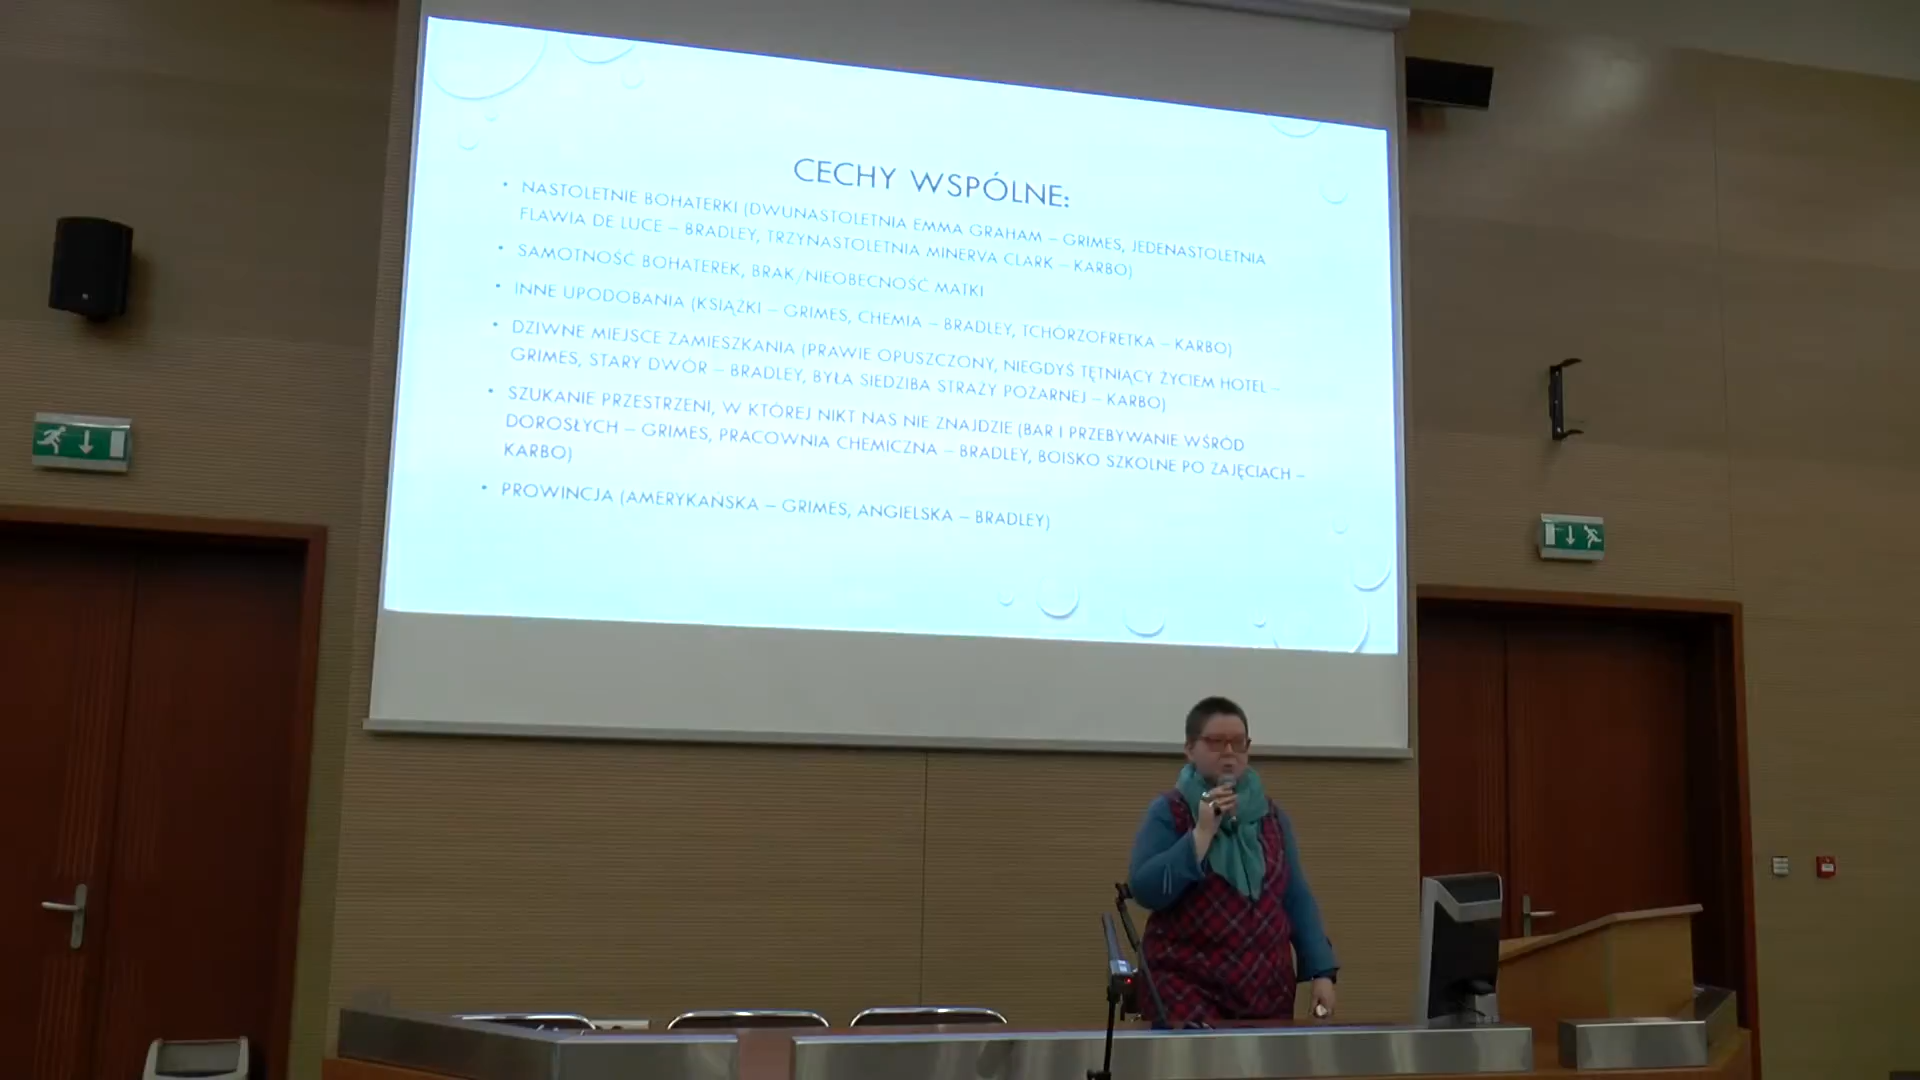 CECHY WSPÓLNE:
• NASTOLETNIE BOHATERKI (DWUNASTOLETNIA EMMA GRAHAM – GRIMES, JEDENASTOLETNIA
FLAWIA DE LUCE – BRADLEY, TRZYNASTOLETNIA MINERVA CLARK – KARBO)
• SAMOTNOŚĆ BOHATEREK, BRAK/NIEOBECNOŚĆ MATKI
• INNE UPODOBANIA (KSIĄŻKI – GRIMES, CHEMIA – BRADLEY, TCHÓRZOFRETKA – KARBO)
• DZIWNE MIEJSCE ZAMIESZKANIA (PRAWIE OPUSZCZONY, NIEGDYŚ TĘTNIĄCY ŻYCIEM HOTEL –
GRIMES, STARY DWÓR – BRADLEY, BYŁA SIEDZIBA STRAŻY POŻARNEJ – KARBO)
• SZUKANIE PRZESTRZENI, W KTÓREJ NIKT NAS NIE ZNAJDZIE (BAR I PRZEBYWANIE WŚRÓD
DOROSŁYCH – GRIMES, PRACOWNIA CHEMICZNA – BRADLEY, BOISKO SZKOLNE PO ZAJĘCIACH –
KARBO)
• PROWINCJA (AMERYKAŃSKA – GRIMES, ANGIELSKA – BRADLEY)